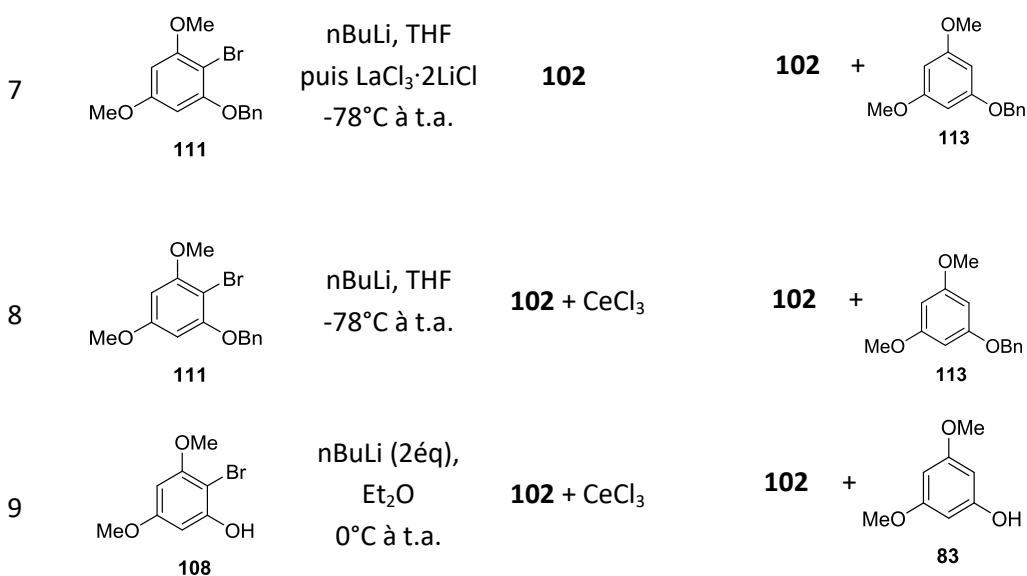 7
OMe
Br
MeO
OBn
111
nBuLi, THF
puis LaCl₃·2LiCl
-78°C à t.a.
102
102 +
OMe
MeO
OBn
113
8
OMe
Br
MeO
OBn
111
nBuLi, THF
-78°C à t.a.
102 + CeCl₃
102 +
OMe
MeO
OBn
113
9
OMe
Br
MeO
OH
108
nBuLi (2éq),
Et₂O
0°C à t.a.
102 + CeCl₃
102 +
OMe
MeO
OH
83